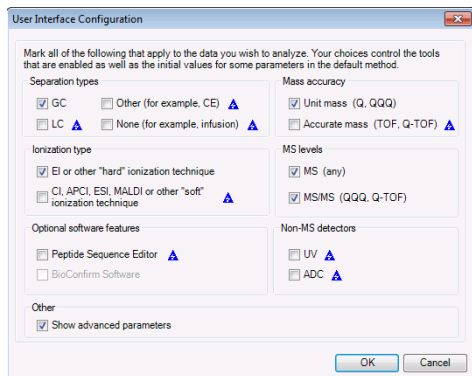 User Interface Configuration
Mark all of the following that apply to the data you wish to analyze. Your choices control the tools
that are enabled as well as the initial values for some parameters in the default method.
Separation types
GC
Other (for example, CE)
LC
None (for example, infusion)
Mass accuracy
Unit mass (Q, QQQ)
Accurate mass (TOF, Q-TOF)
Ionization type
EI or other "hard" ionization technique
CI, APCI, ESI, MALDI or other "soft"
ionization technique
MS levels
MS (any)
MS/MS (QQQ, Q-TOF)
Optional software features
Peptide Sequence Editor
BioConfirm Software
Non-MS detectors
UV
ADC
Other
Show advanced parameters
OK
Cancel